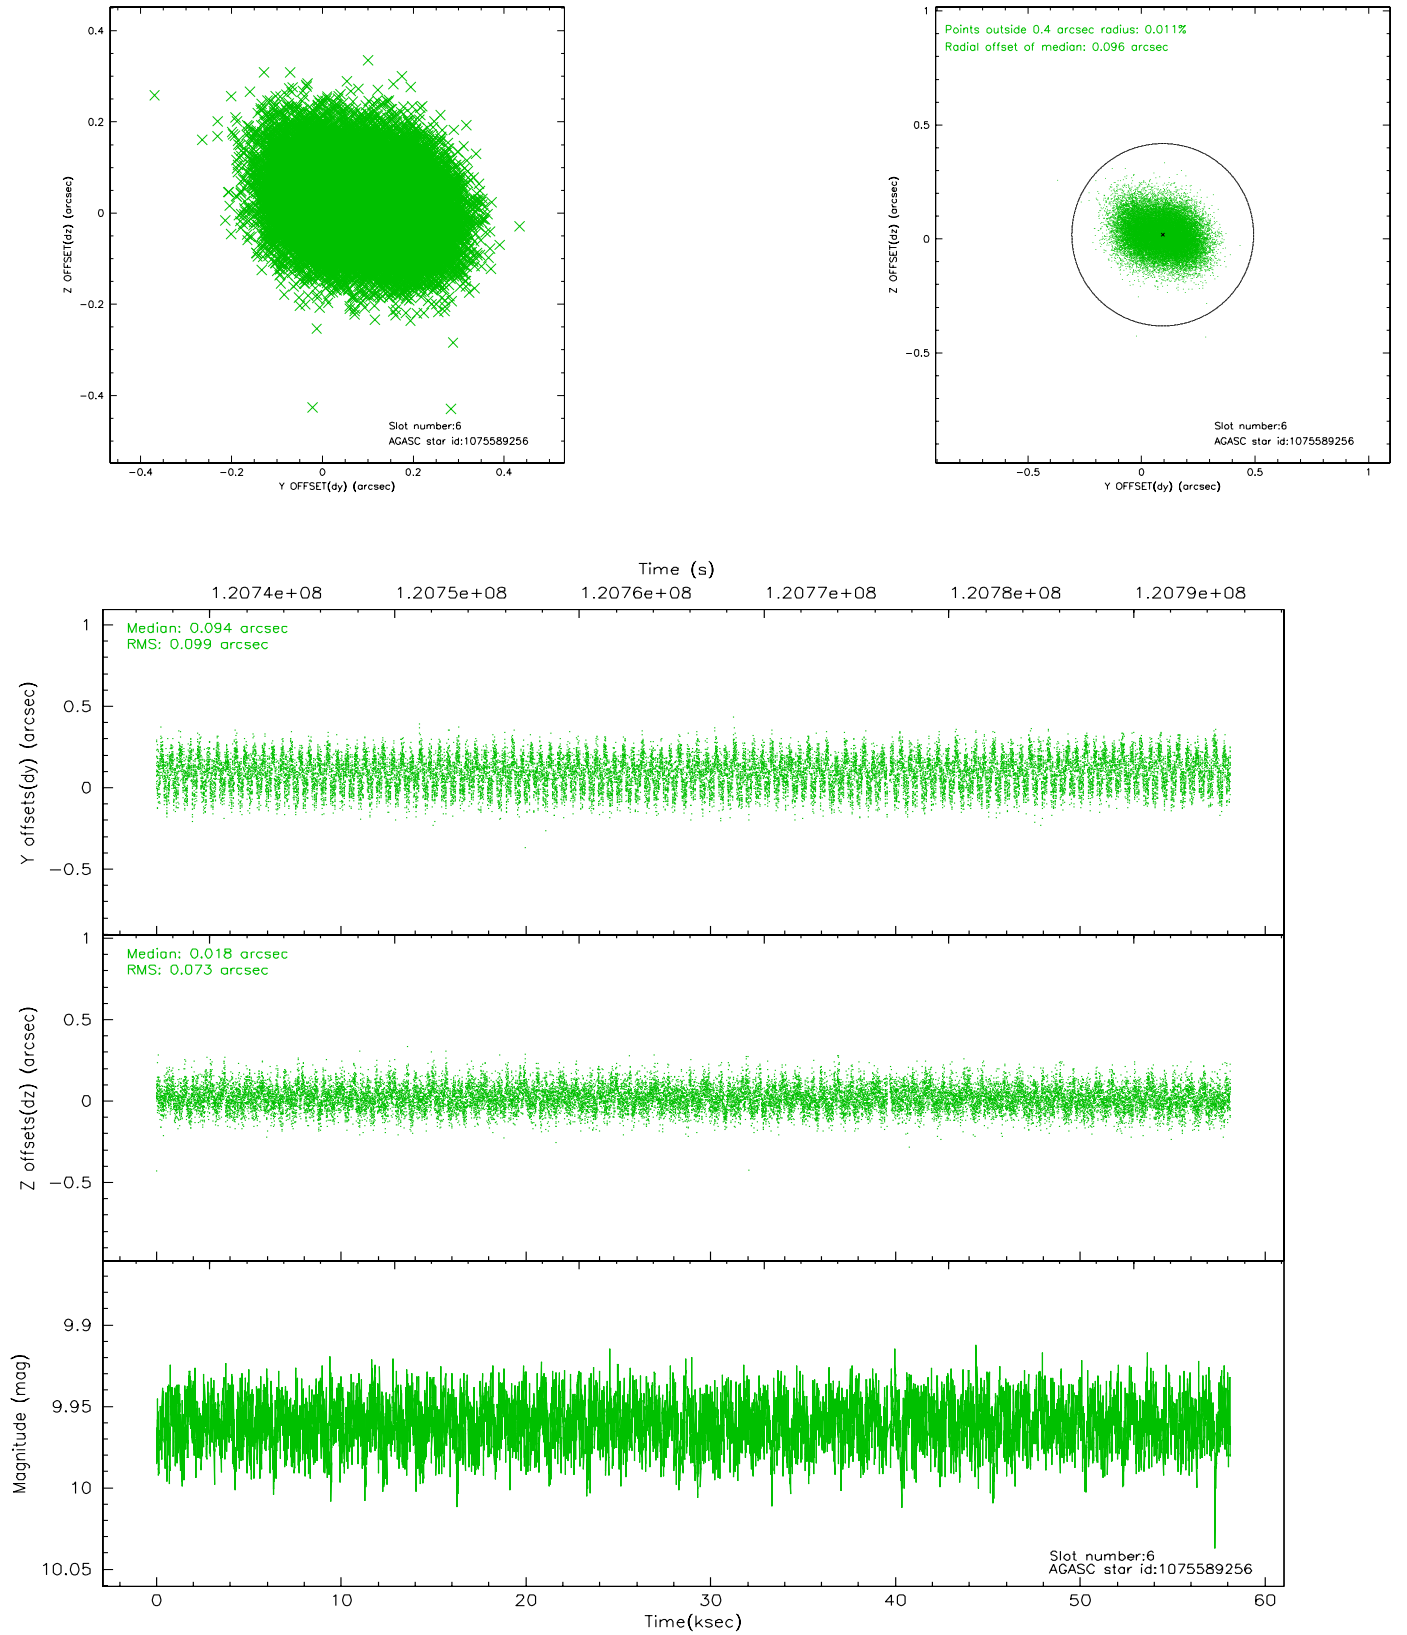 0.4
0.2
0
−0.2
−0.4
Z OFFSET(dz) (arcsec)
Slot number:6
AGASC star id:1075589256
−0.4 −0.2 0 0.2 0.4
Y OFFSET(dy) (arcsec)
1
0.5
0
−0.5
Z OFFSET(dz) (arcsec)
Points outside 0.4 arcsec radius: 0.011%
Radial offset of median: 0.096 arcsec
Slot number:6
AGASC star id:1075589256
−0.5 0 0.5 1
Y OFFSET(dy) (arcsec)
Time (s)
1.2074e+08 1.2075e+08 1.2076e+08 1.2077e+08 1.2078e+08 1.2079e+08
Median: 0.094 arcsec
RMS: 0.099 arcsec
1
0.5
0
−0.5
Y offsets(dy) (arcsec)
Median: 0.018 arcsec
RMS: 0.073 arcsec
1
0.5
0
−0.5
Z offsets(dz) (arcsec)
9.9
9.95
10
10.05
Magnitude (mag)
Slot number:6
AGASC star id:1075589256
0 10 20 30 40 50 60
Time(ksec)